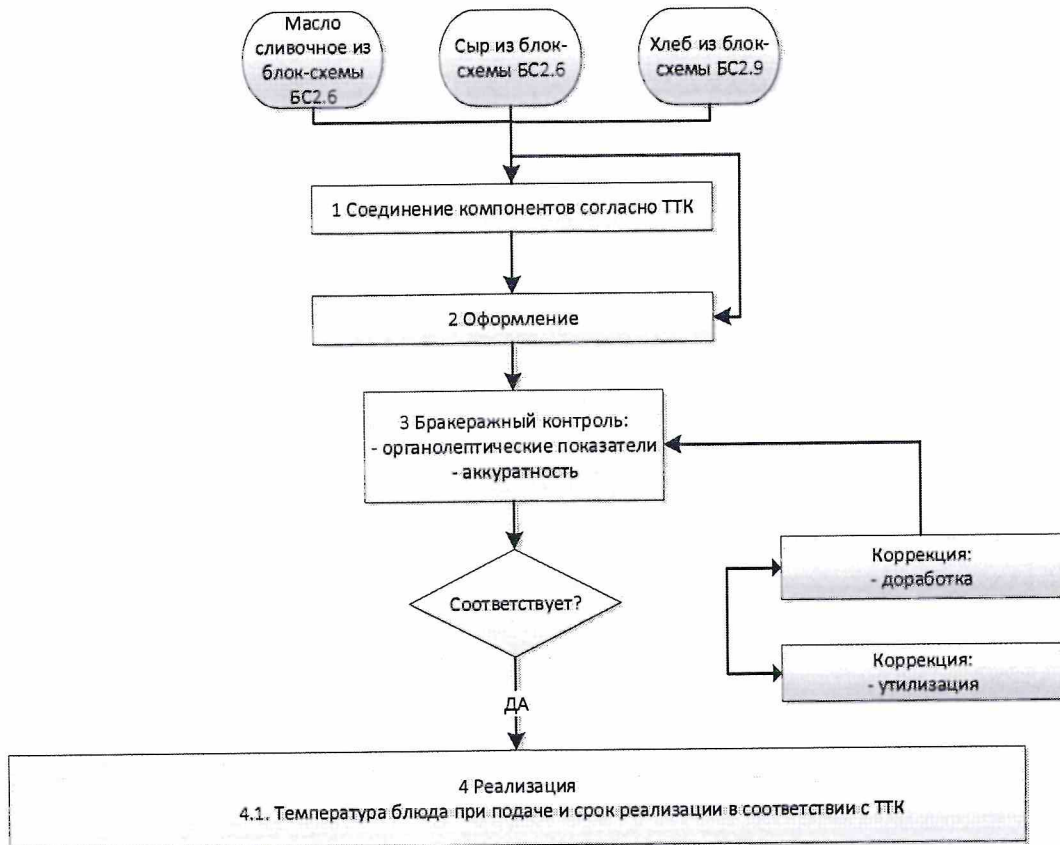 Масло
сливочное из
блок-схемы
БС2.6
Сыр из блок-
схемы БС2.6
Хлеб из блок-
схемы БС2.9
1 Соединение компонентов согласно ТТК
2 Оформление
3 Бракеражный контроль:
- органолептические показатели
- аккуратность
Соответствует?
Коррекция:
- доработка
Коррекция:
- утилизация
ДА
4 Реализация
4.1. Температура блюда при подаче и срок реализации в соответствии с ТТК